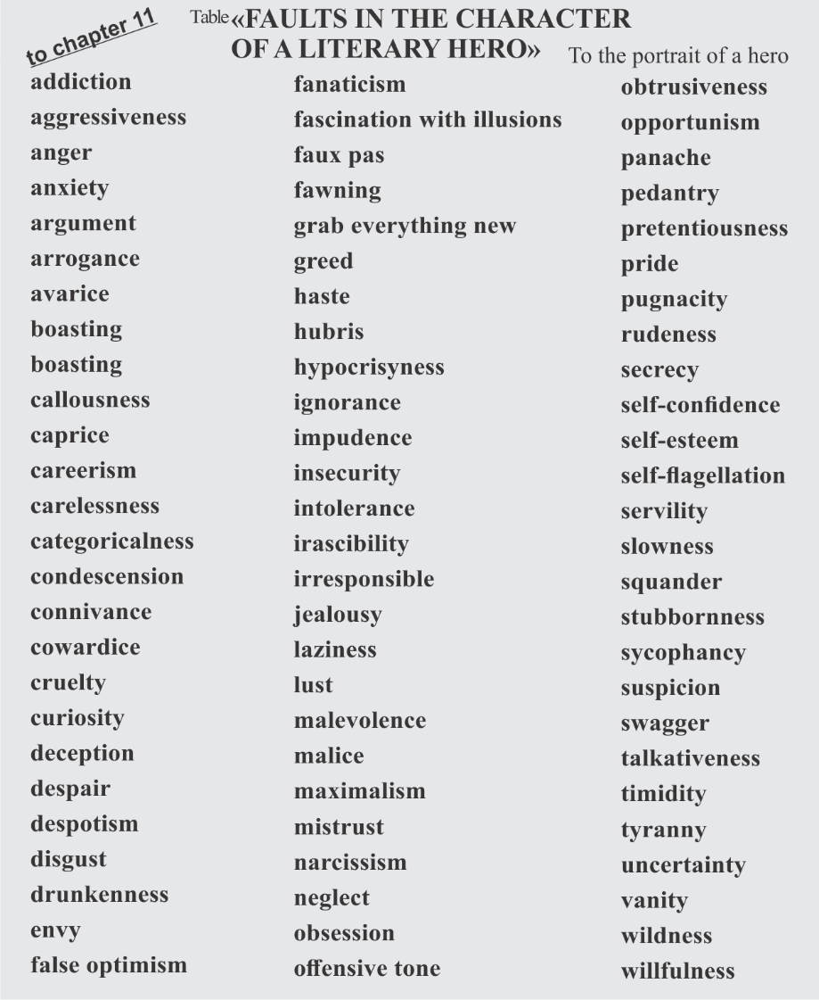 to chapter 11
Table «FAULTS IN THE CHARACTER
OF A LITERARY HERO»
To the portrait of a hero
addiction
aggressiveness
anger
anxiety
argument
arrogance
avarice
boasting
boasting
callousness
caprice
careerism
carelessness
categoricalness
condescension
connivance
cowardice
cruelty
curiosity
deception
despair
despotism
disgust
drunkenness
envy
false optimism
fanaticism
fascination with illusions
faux pas
fawning
grab everything new
greed
haste
hubris
hypocrisyness
ignorance
impudence
insecurity
intolerance
irascibility
irresponsible
jealousy
laziness
lust
malevolence
malice
maximalism
mistrust
narcissism
neglect
obsession
offensive tone
obtrusiveness
opportunism
panache
pedantry
pretentiousness
pride
pugnacity
rudeness
secrecy
self-confidence
self-esteem
self-flagellation
servility
slowness
squander
stubbornness
sycophancy
suspicion
swagger
talkativeness
timidity
tyranny
uncertainty
vanity
wildness
willfulness